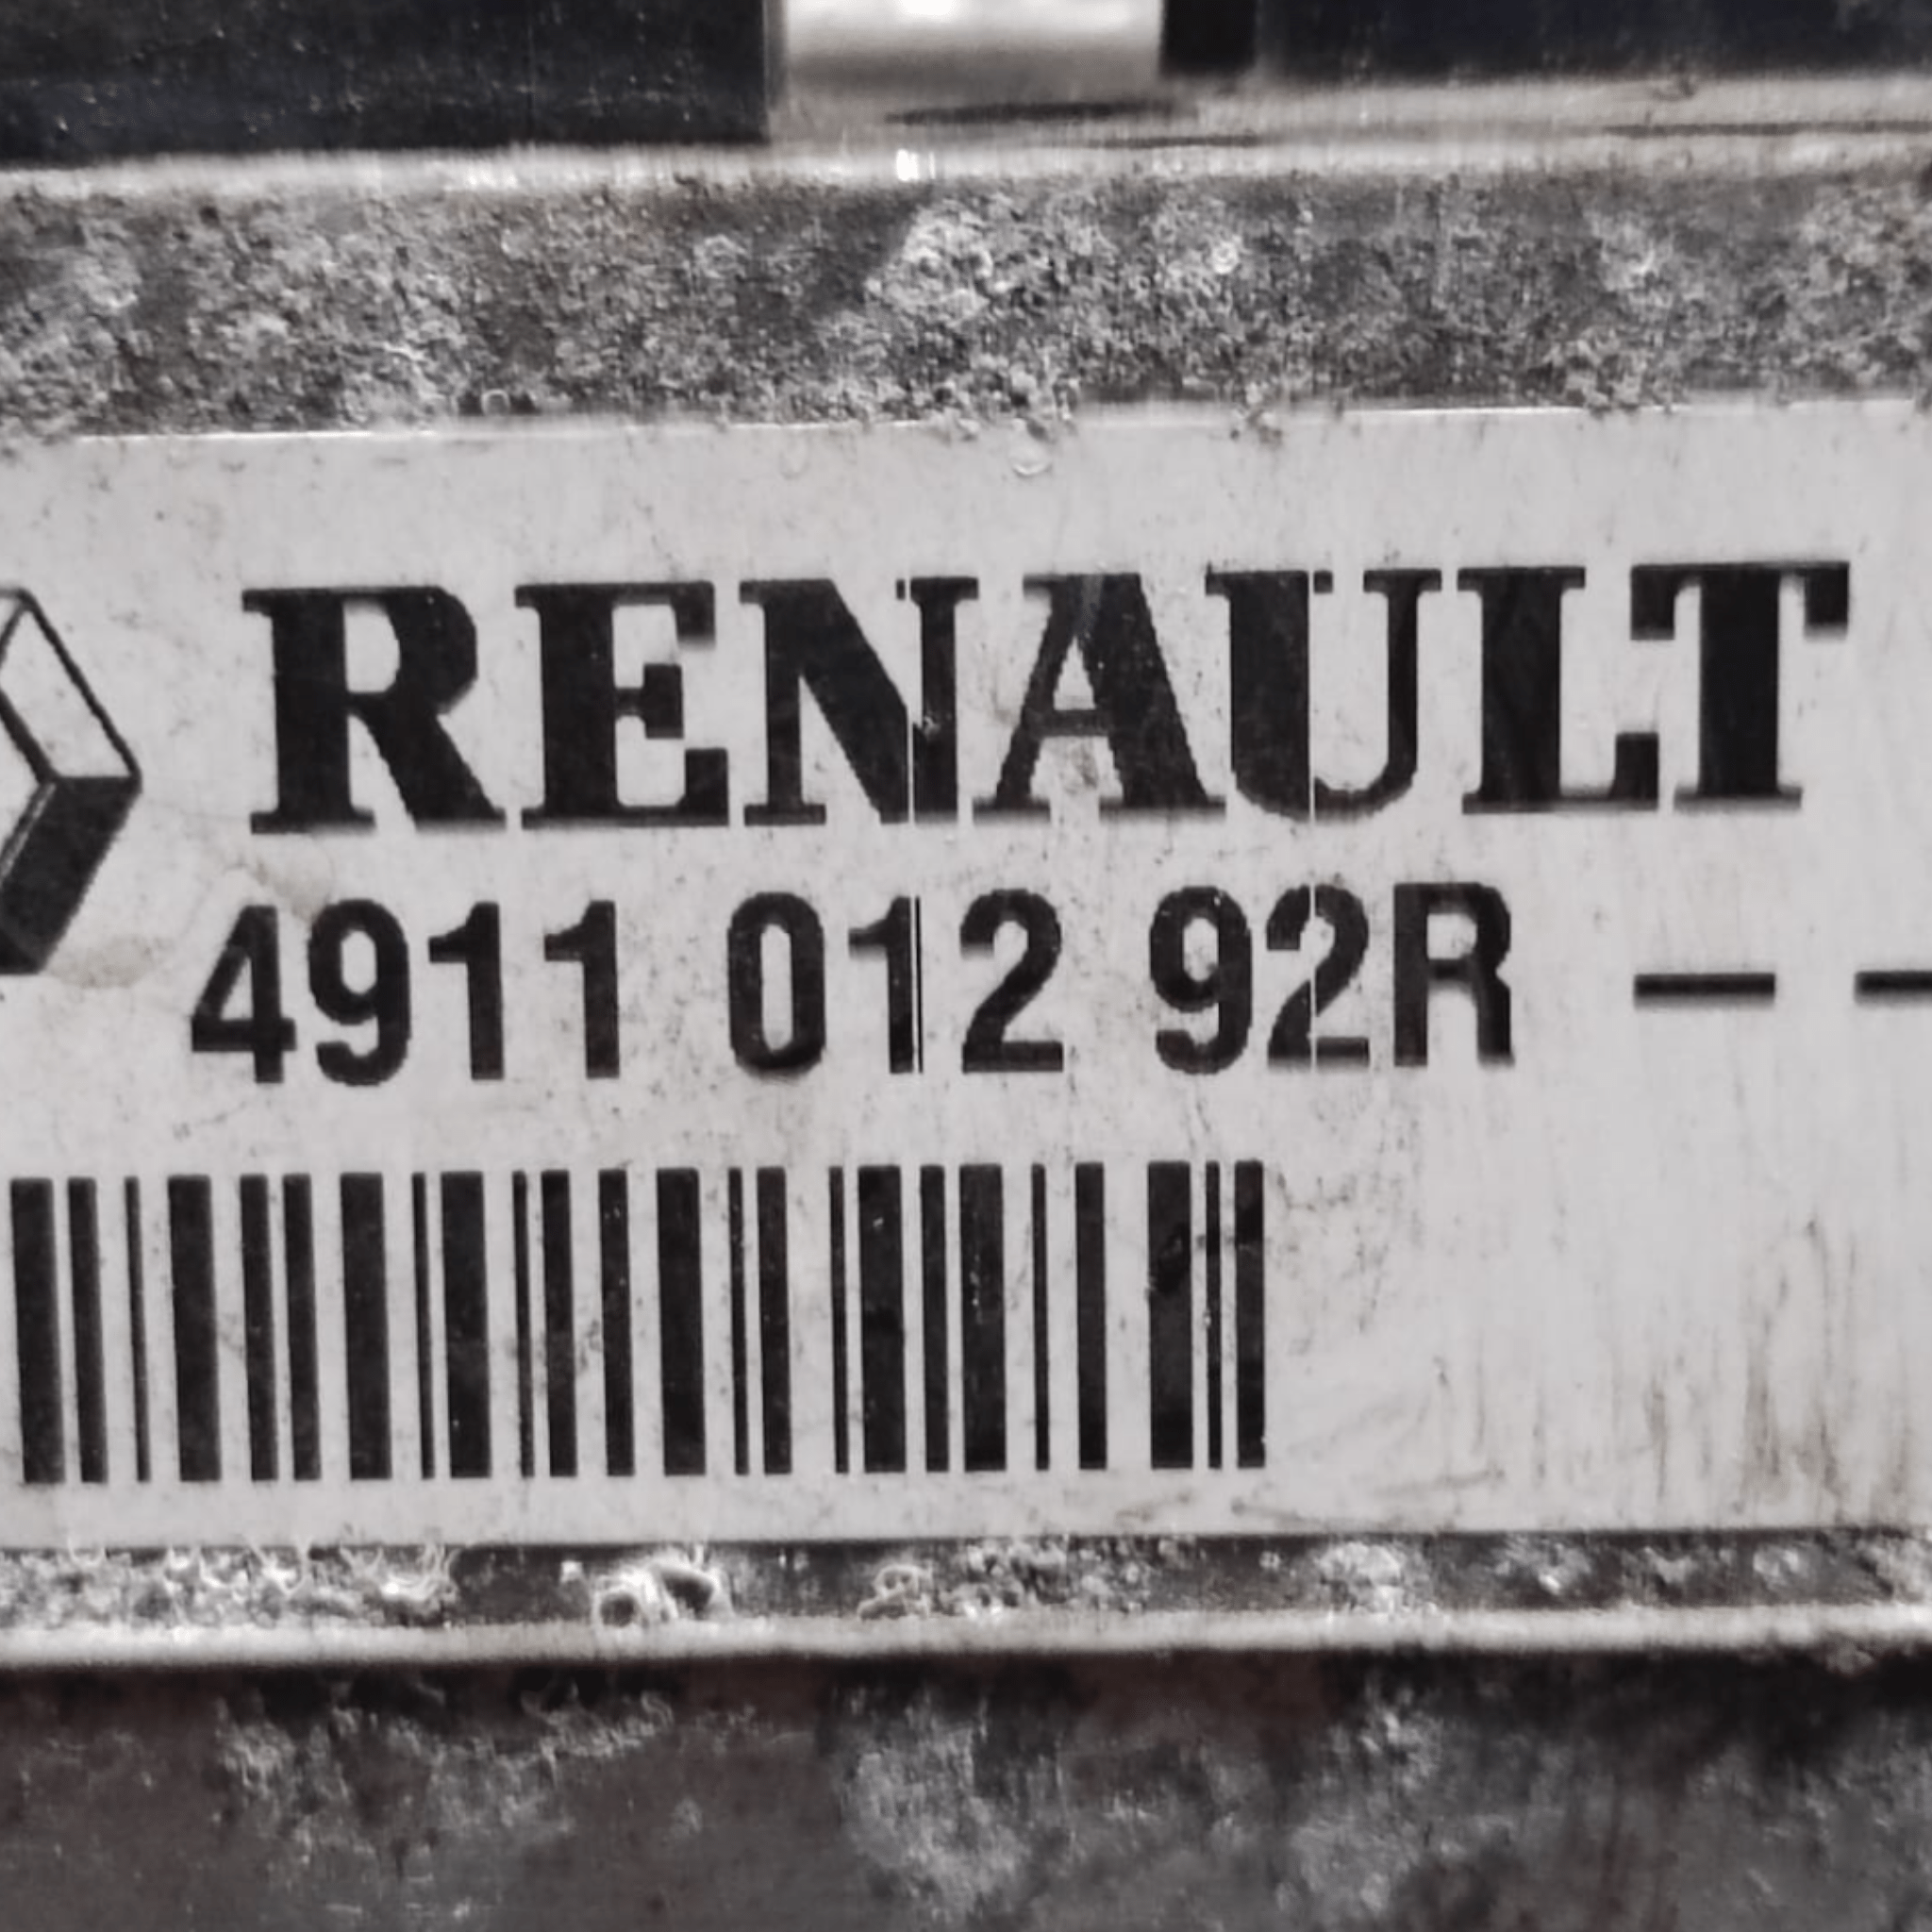 RENAULT
4911 012 92R — —